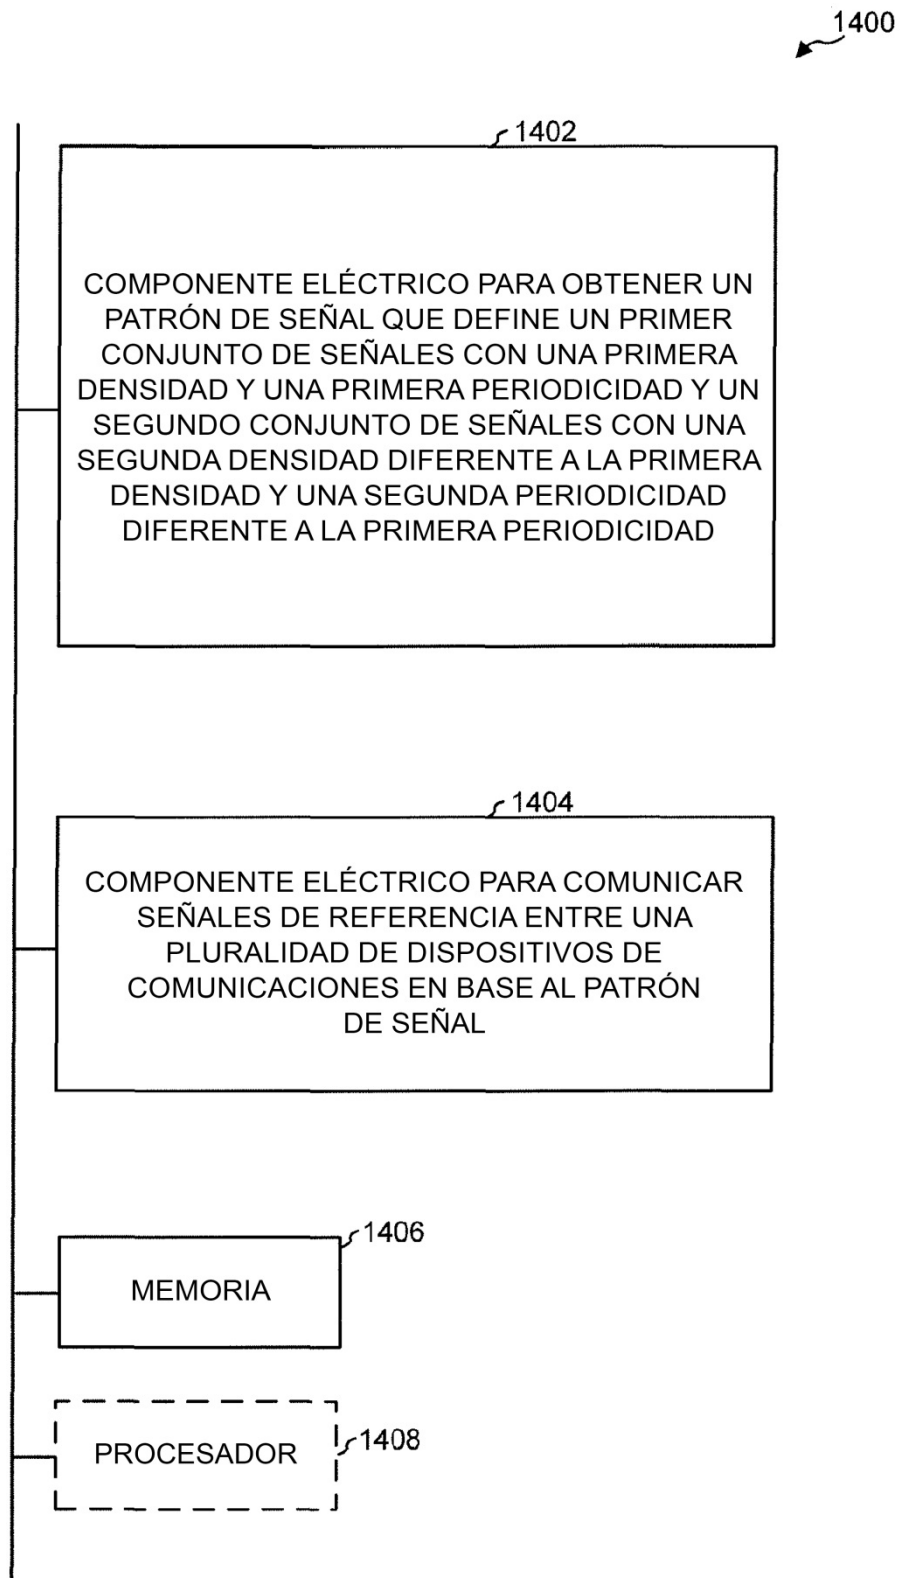 1400
1402
COMPONENTE ELÉCTRICO PARA OBTENER UN
PATRÓN DE SEÑAL QUE DEFINE UN PRIMER
CONJUNTO DE SEÑALES CON UNA PRIMERA
DENSIDAD Y UNA PRIMERA PERIODICIDAD Y UN
SEGUNDO CONJUNTO DE SEÑALES CON UNA
SEGUNDA DENSIDAD DIFERENTE A LA PRIMERA
DENSIDAD Y UNA SEGUNDA PERIODICIDAD
DIFERENTE A LA PRIMERA PERIODICIDAD
1404
COMPONENTE ELÉCTRICO PARA COMUNICAR
SEÑALES DE REFERENCIA ENTRE UNA
PLURALIDAD DE DISPOSITIVOS DE
COMUNICACIONES EN BASE AL PATRÓN
DE SEÑAL
1406
MEMORIA
1408
PROCESADOR